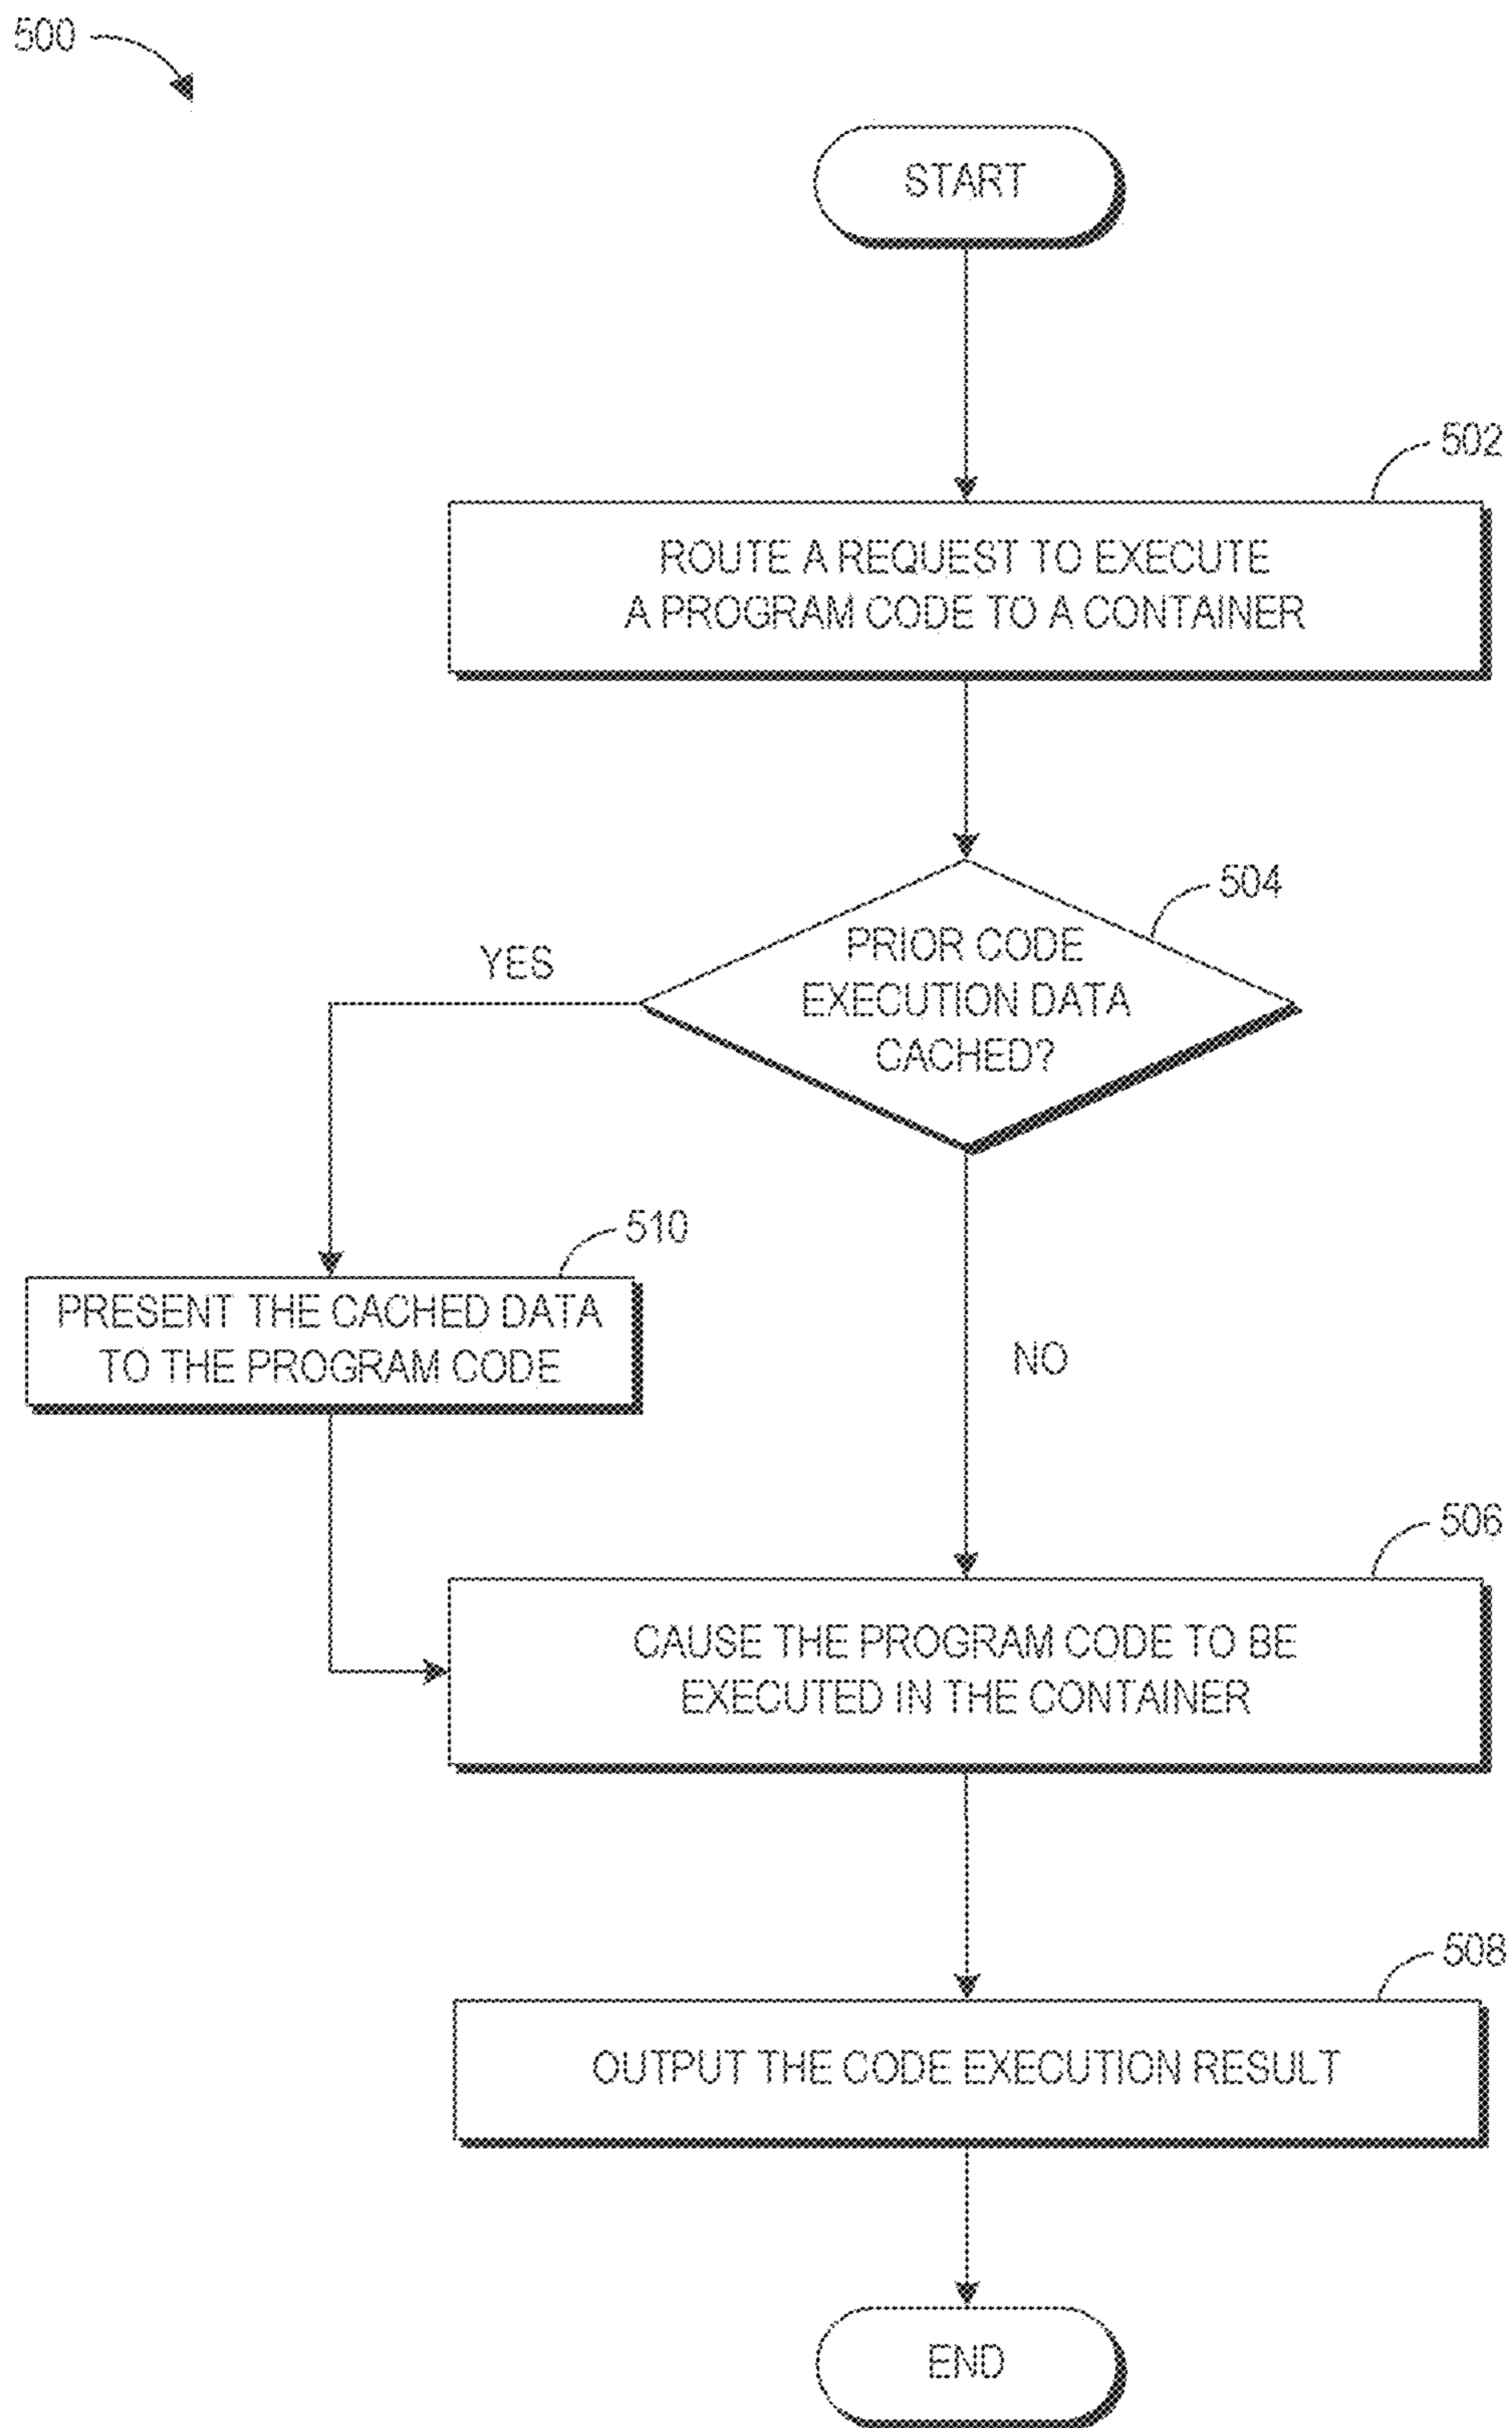 500
START
502
ROUTE A REQUEST TO EXECUTE
A PROGRAM CODE TO A CONTAINER
504
PRIOR CODE
EXECUTION DATA
CACHED?
YES
510
PRESENT THE CACHED DATA
TO THE PROGRAM CODE
NO
506
CAUSE THE PROGRAM CODE TO BE
EXECUTED IN THE CONTAINER
508
OUTPUT THE CODE EXECUTION RESULT
END